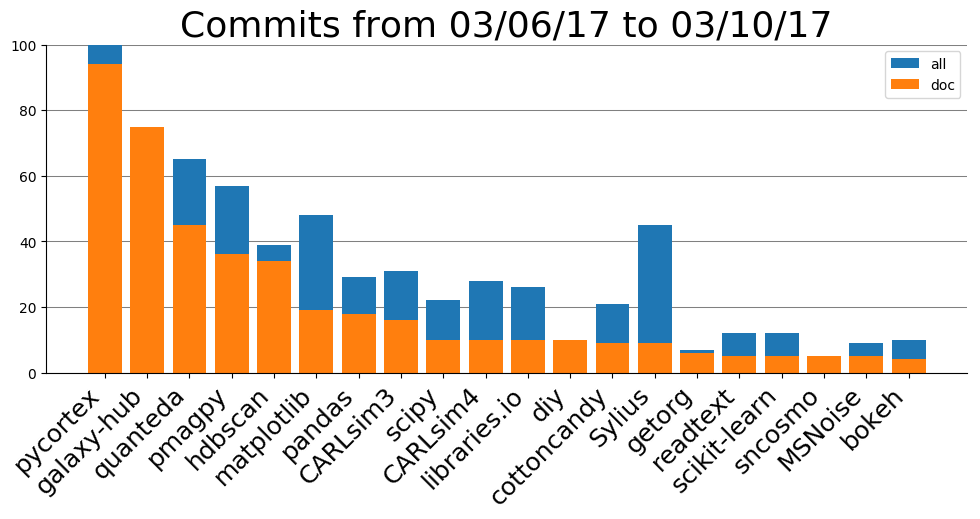 Commits from 03/06/17 to 03/10/17
100
80
60
40
20
0
all
doc
pycortex
galaxy-hub
quanteda
pmagpy
hdbscan
matplotlib
pandas
CARLsim3
scipy
CARLsim4
libraries.io
diy
cottoncandy
Sylius
getorg
readtext
scikit-learn
sncosmo
MSNoise
bokeh